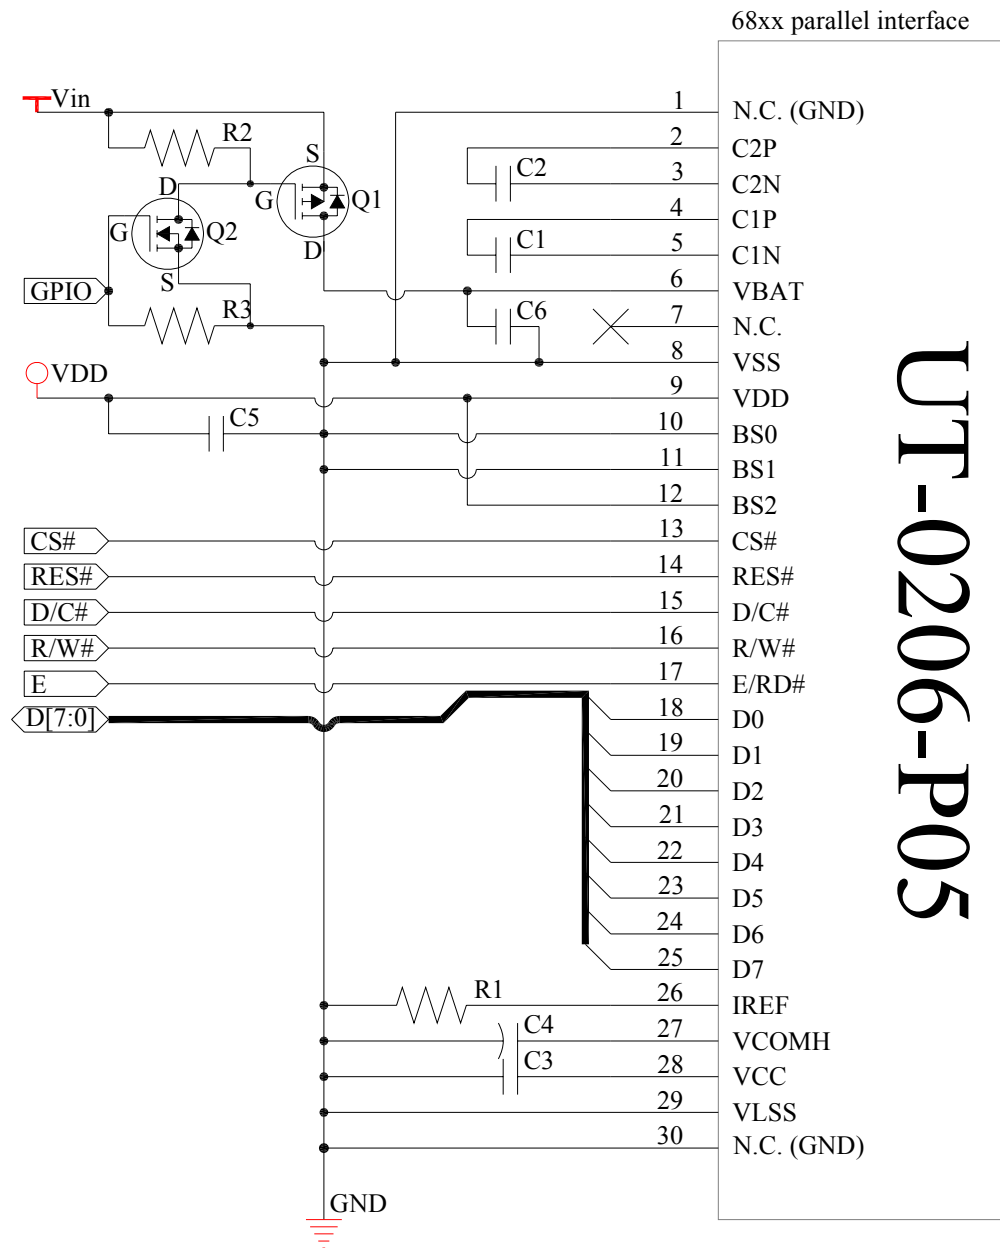 68xx parallel interface
Vin
R2
S
D
G
Q1
G
Q2
D
S
GPIO
R3
VDD
C5
C2
C1
C6
CS#
RES#
D/C#
R/W#
E
D[7:0]
R1
C4
C3
GND
1 N.C. (GND)
2 C2P
3 C2N
4 C1P
5 C1N
6 VBAT
7 N.C.
8 VSS
9 VDD
10 BS0
11 BS1
12 BS2
13 CS#
14 RES#
15 D/C#
16 R/W#
17 E/RD#
18 D0
19 D1
20 D2
21 D3
22 D4
23 D5
24 D6
25 D7
26 IREF
27 VCOMH
28 VCC
29 VLSS
30 N.C. (GND)
UT-0206-P05